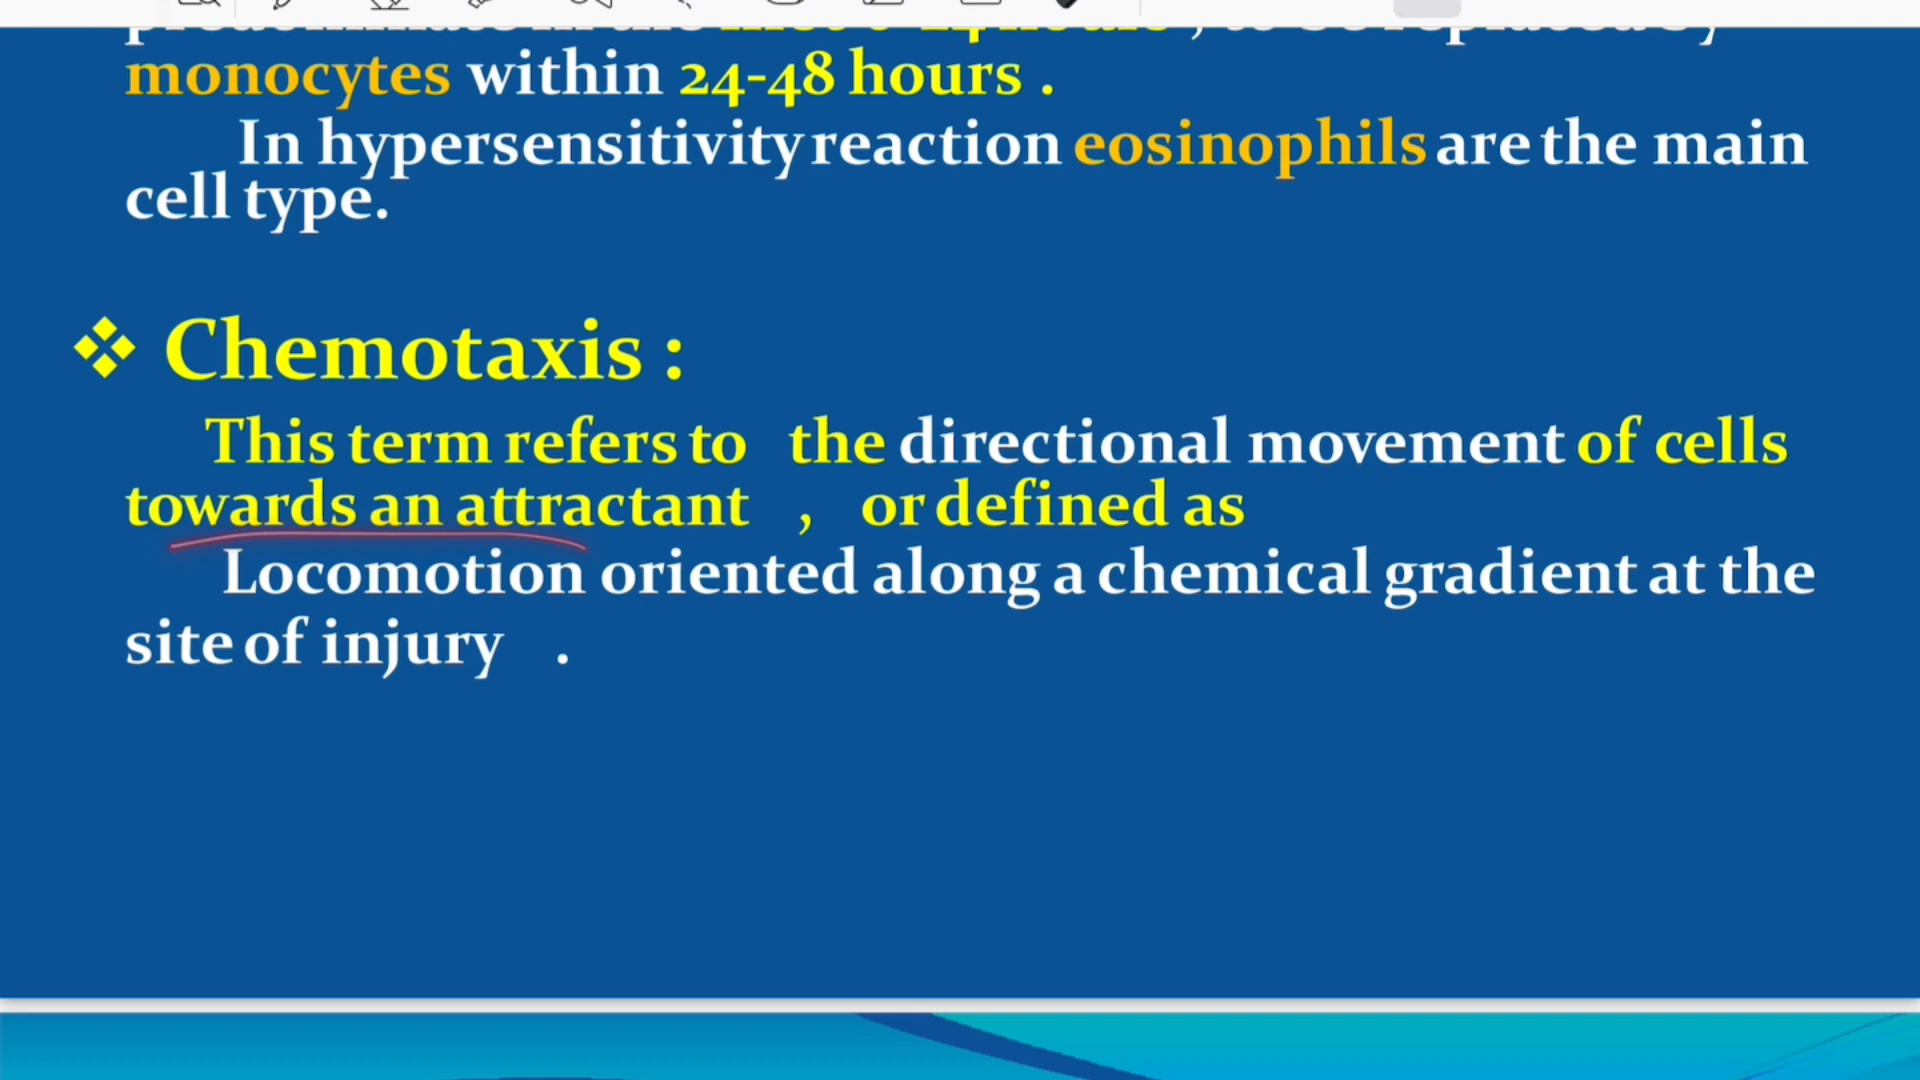 monocytes within 24-48 hours .
In hypersensitivity reaction eosinophils are the main
cell type.
❖ Chemotaxis :
This term refers to the directional movement of cells
towards an attractant , or defined as
Locomotion oriented along a chemical gradient at the
site of injury .